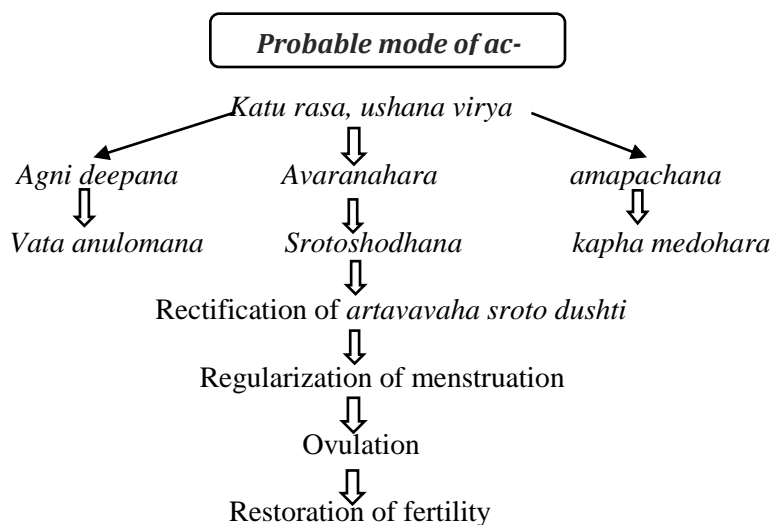 Probable mode of ac-
Katu rasa, ushana virya
Agni deepana Avaranahara amapachana
Vata anulomana Srotoshodhana kapha medohara
Rectification of artavavaha sroto dushti
Regularization of menstruation
Ovulation
Restoration of fertility